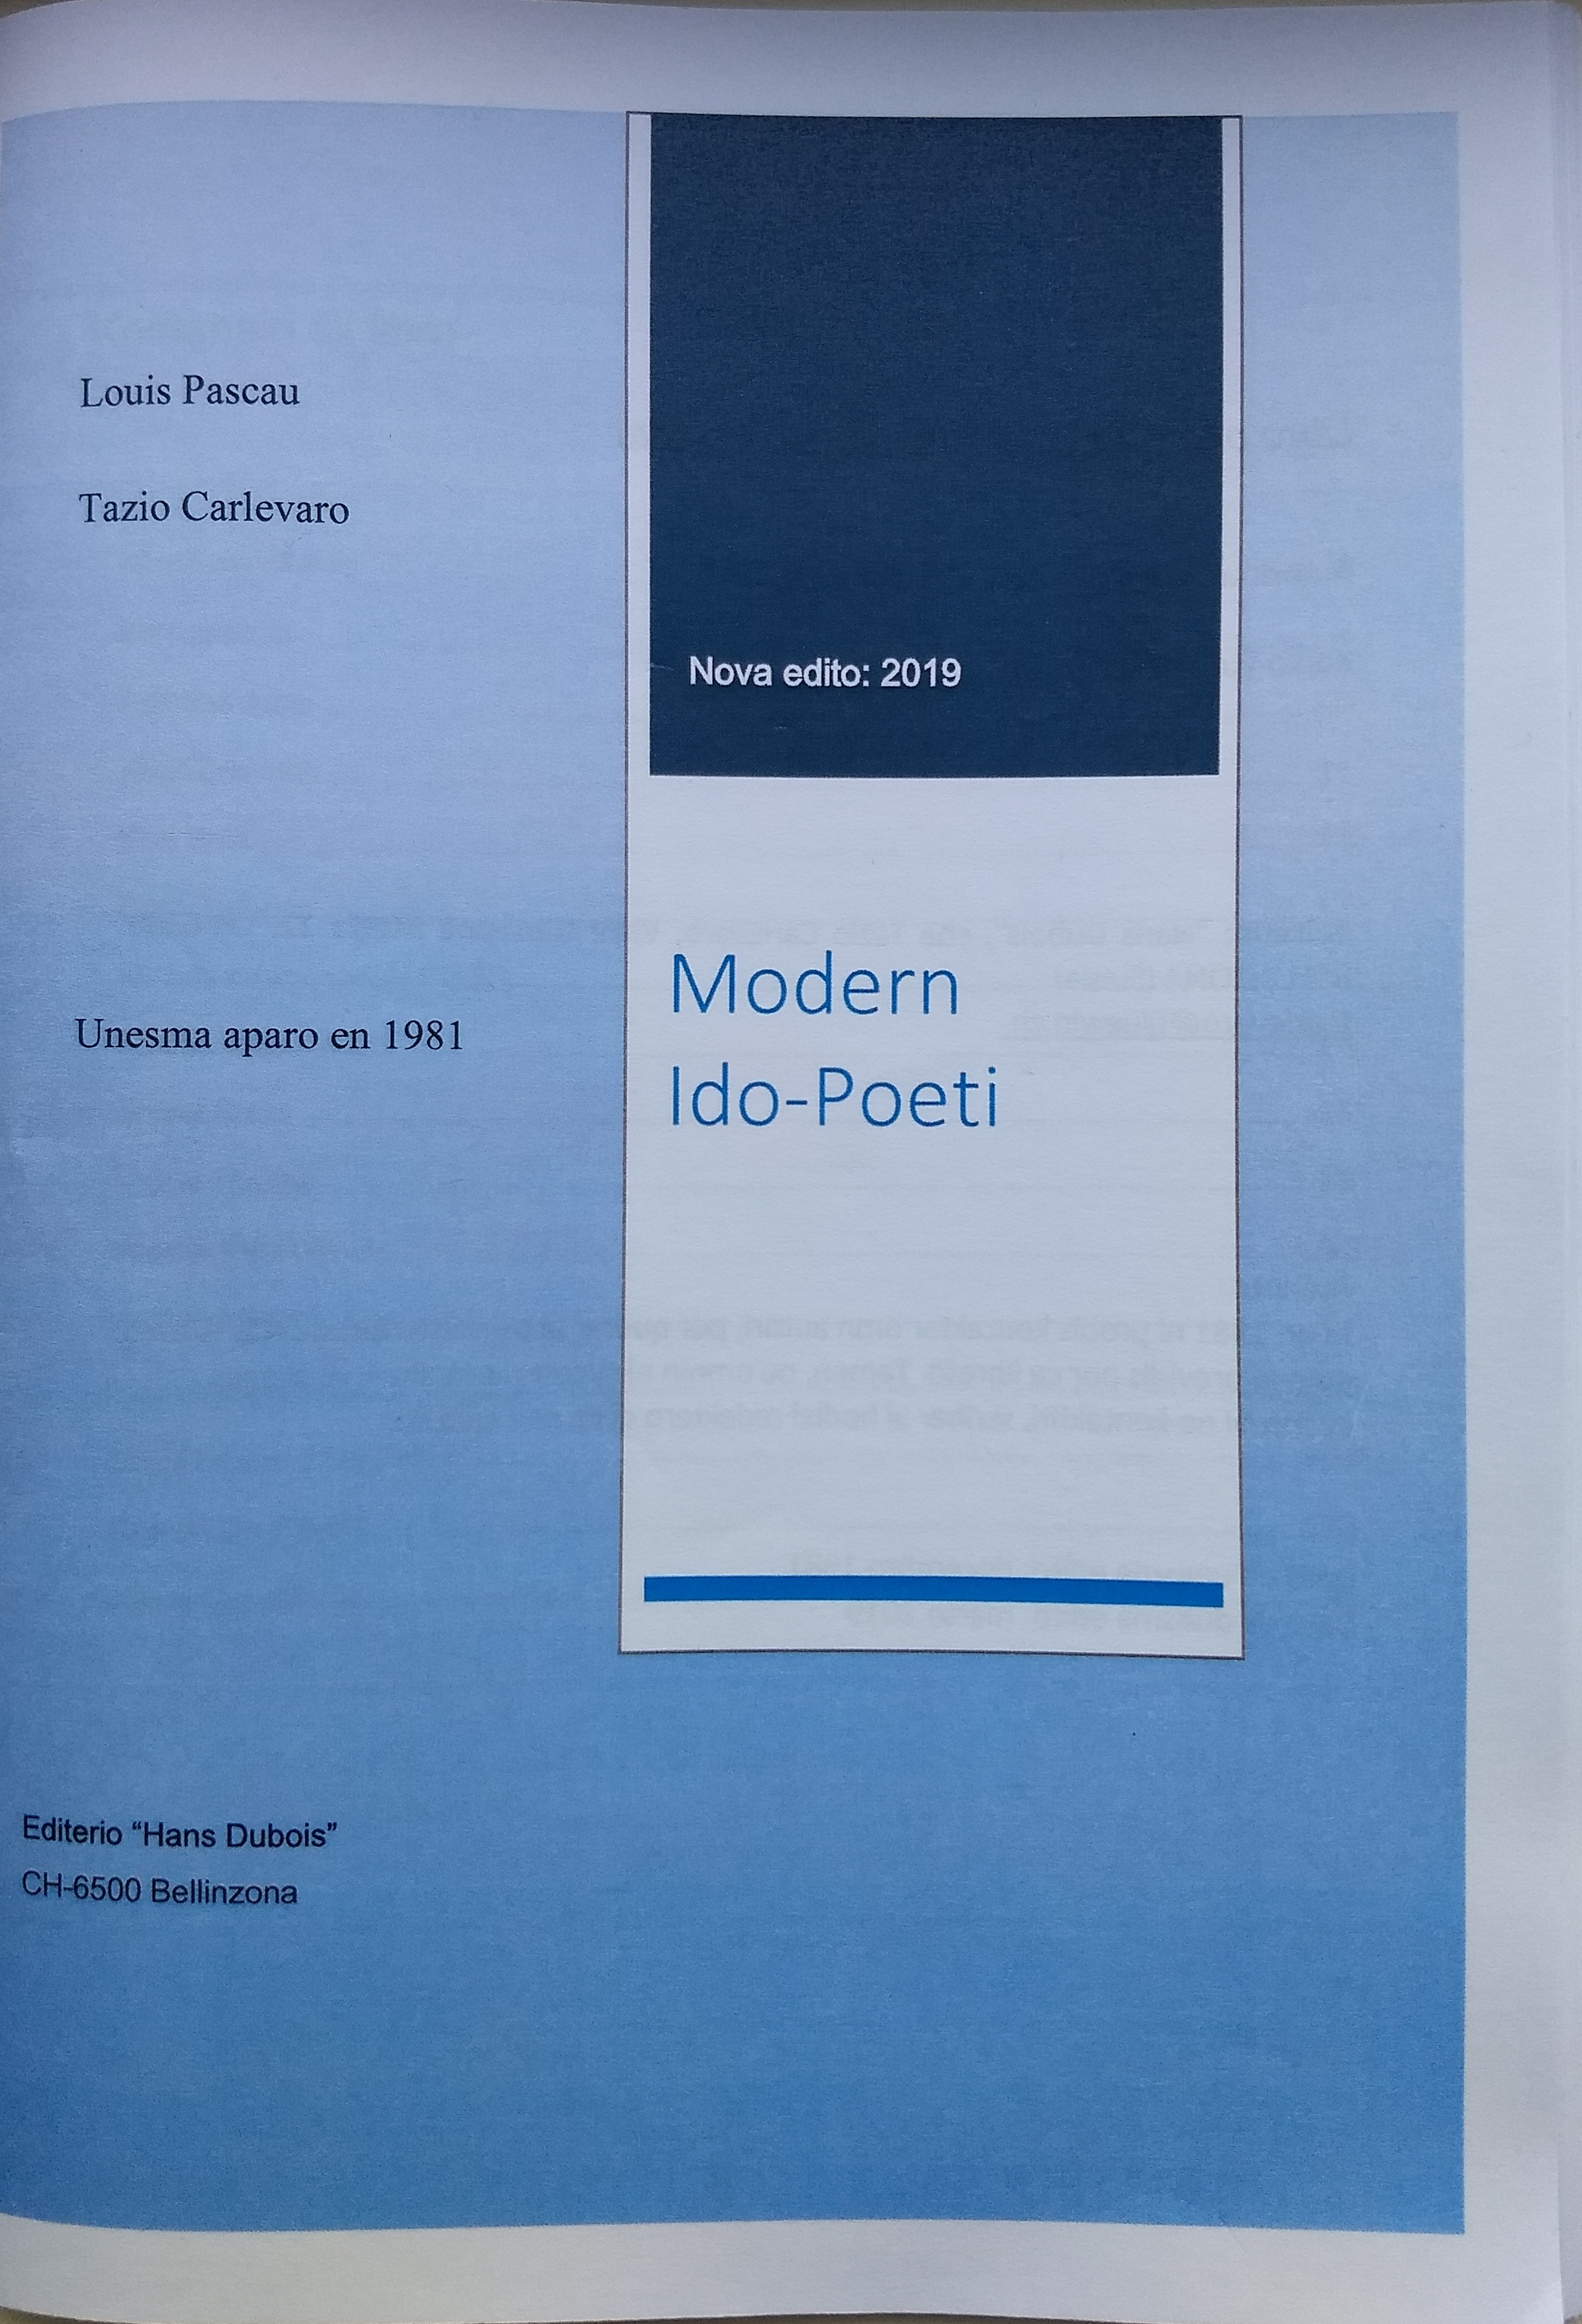 Louis Pascau
Tazio Carlevaro
Nova edito: 2019
Modern
Ido-Poeti
Unesma aparo en 1981
Editerio “Hans Dubois”
CH-6500 Bellinzona